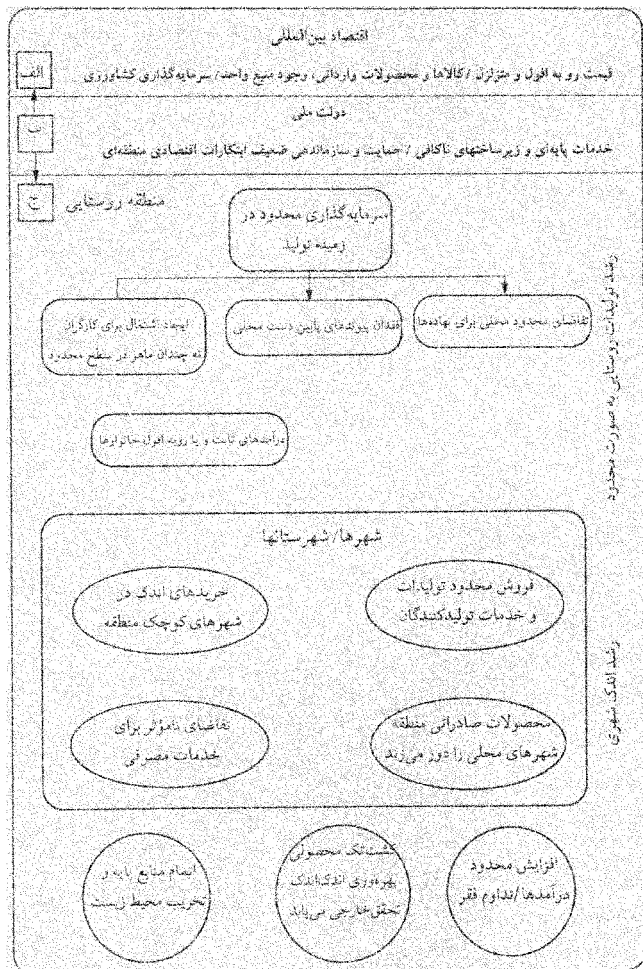 اقتصاد بین‌المللی
الف
قیمت رو به افول و متزلزل / کالاها و محصولات وارداتی، وجود منبع واحد/ سرمایه‌گذاری کشاورزی
دولت ملی
ب
خدمات پایه‌ای و زیرساختهای ناکافی / حمایت و سازماندهی ضعیف ابتکارات اقتصادی منطقه‌ای
ج
منطقه روستایی
سرمایه‌گذاری محدود در
زمینه تولید
تقاضای محدود محلی برای نهاده‌ها
فقدان پیوندهای پایین دست محلی
ایجاد اشتغال برای کارگران
نه چندان ماهر در سطح محدود
درآمدهای ثابت و یا روبه افول خانوارها
رشد تولیدات روستایی به صورت محدود
شهرها/ شهرستانها
فروش محدود تولیدات
و خدمات تولیدکنندگان
خریدهای اندک در
شهرهای کوچک منطقه
محصولات صادراتی منطقه
شهرهای محلی را دور می‌زند
تقاضای نامؤثر برای
خدمات مصرفی
رشد اندک شهری
افزایش محدود
درآمدها/تداوم فقر
کشت تک محصولی
بهره‌وری اندک‌اندک
تحقق خارجی می‌یابد
اتمام منابع پایه و
تخریب محیط زیست